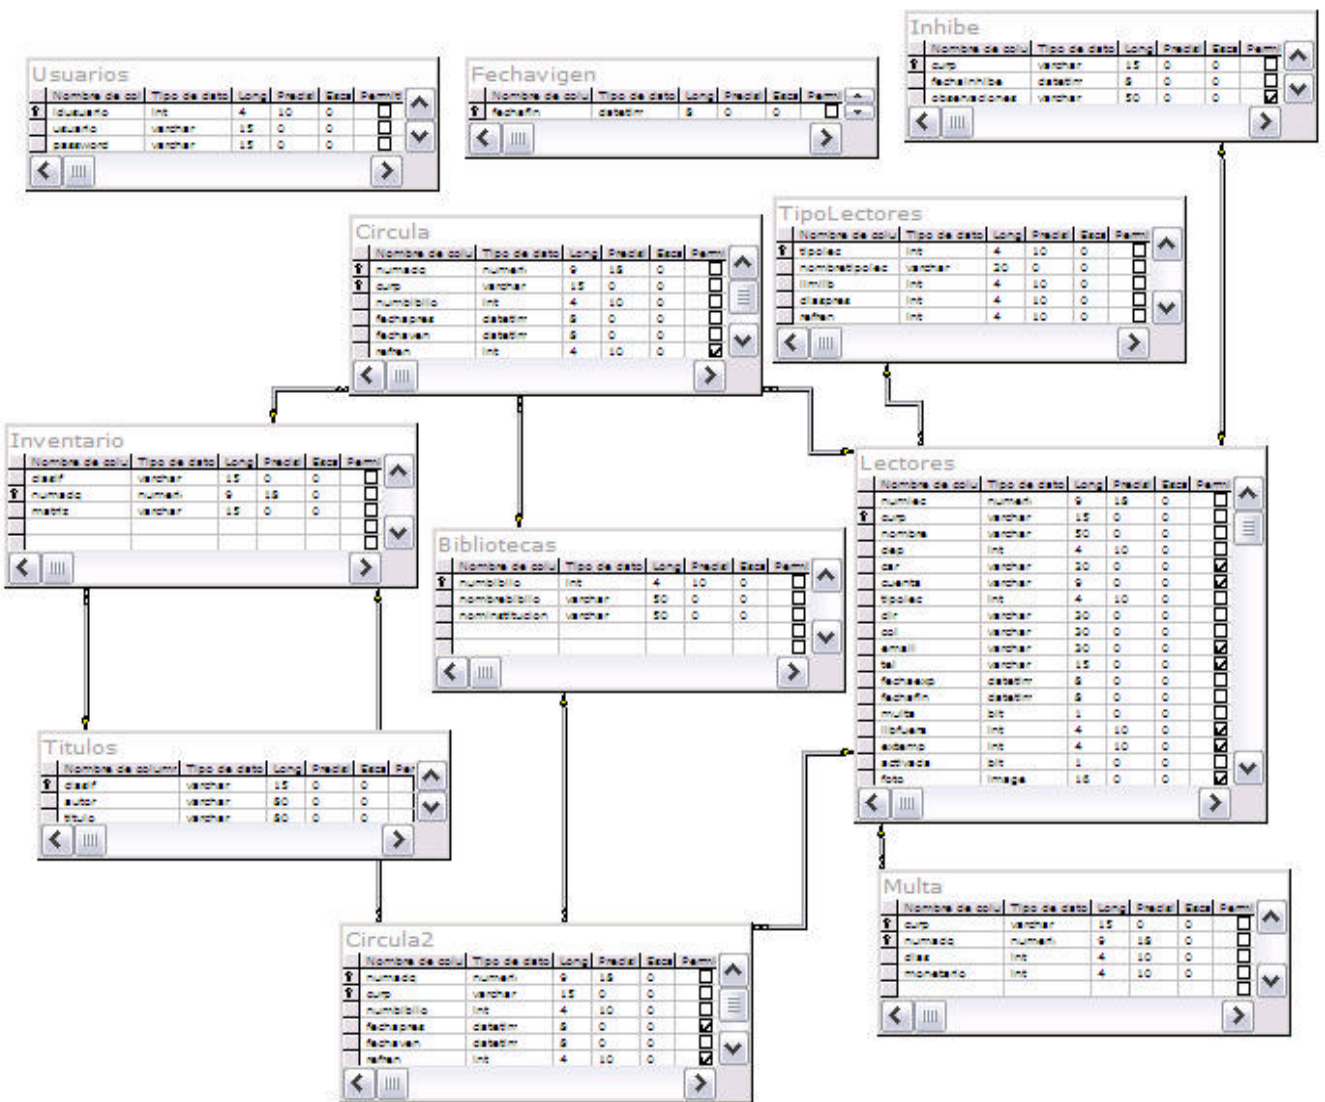 Usuarios
Nombre de col Tipo de dato Long Precisi Esca Permiti
idusuario int 4 10 0
usuario varchar 15 0 0
password varchar 15 0 0
Fechavigen
Nombre de colu Tipo de dato Long Precisi Esca Permi
fechafin datetim 8 0 0
Inhibe
Nombre de colu Tipo de dato Long Precisi Esca Permi
curp varchar 15 0 0
fechainhibe datetim 8 0 0
observaciones varchar 50 0 0
Circula
Nombre de colu Tipo de dato Long Precisi Esca Permi
numadq numeri 9 18 0
curp varchar 15 0 0
numbiblio int 4 10 0
fechapres datetim 8 0 0
fechaven datetim 8 0 0
refren int 4 10 0
TipoLectores
Nombre de colu Tipo de dato Long Precisi Esca Permi
tipolec int 4 10 0
nombretipolec varchar 30 0 0
limlib int 4 10 0
diaspres int 4 10 0
refren int 4 10 0
Inventario
Nombre de colu Tipo de dato Long Precisi Esca Permi
clasif varchar 15 0 0
numadq numeri 9 18 0
matriz varchar 15 0 0
Bibliotecas
Nombre de colu Tipo de dato Long Precisi Esca Permi
numbiblio int 4 10 0
nombrebiblio varchar 50 0 0
nominstitucion varchar 50 0 0
Lectores
Nombre de colu Tipo de dato Long Precisi Esca Permi
numlec numeri 9 18 0
curp varchar 15 0 0
nombre varchar 50 0 0
dep int 4 10 0
car varchar 30 0 0
cuenta varchar 9 0 0
tipolec int 4 10 0
dir varchar 30 0 0
col varchar 30 0 0
email varchar 30 0 0
tel varchar 15 0 0
fechaexp datetim 8 0 0
fechafin datetim 8 0 0
multa bit 1 0 0
libfuera int 4 10 0
extemp int 4 10 0
activada bit 1 0 0
foto image 16 0 0
Titulos
Nombre de columr Tipo de dato Long Precisi Esca Per
clasif varchar 15 0 0
autor varchar 80 0 0
titulo varchar 80 0 0
Circula2
Nombre de colu Tipo de dato Long Precisi Esca Permi
numadq numeri 9 18 0
curp varchar 15 0 0
numbiblio int 4 10 0
fechapres datetim 8 0 0
fechaven datetim 8 0 0
refren int 4 10 0
Multa
Nombre de colu Tipo de dato Long Precisi Esca Permi
curp varchar 15 0 0
numadq numeri 9 18 0
dias int 4 10 0
monetario int 4 10 0